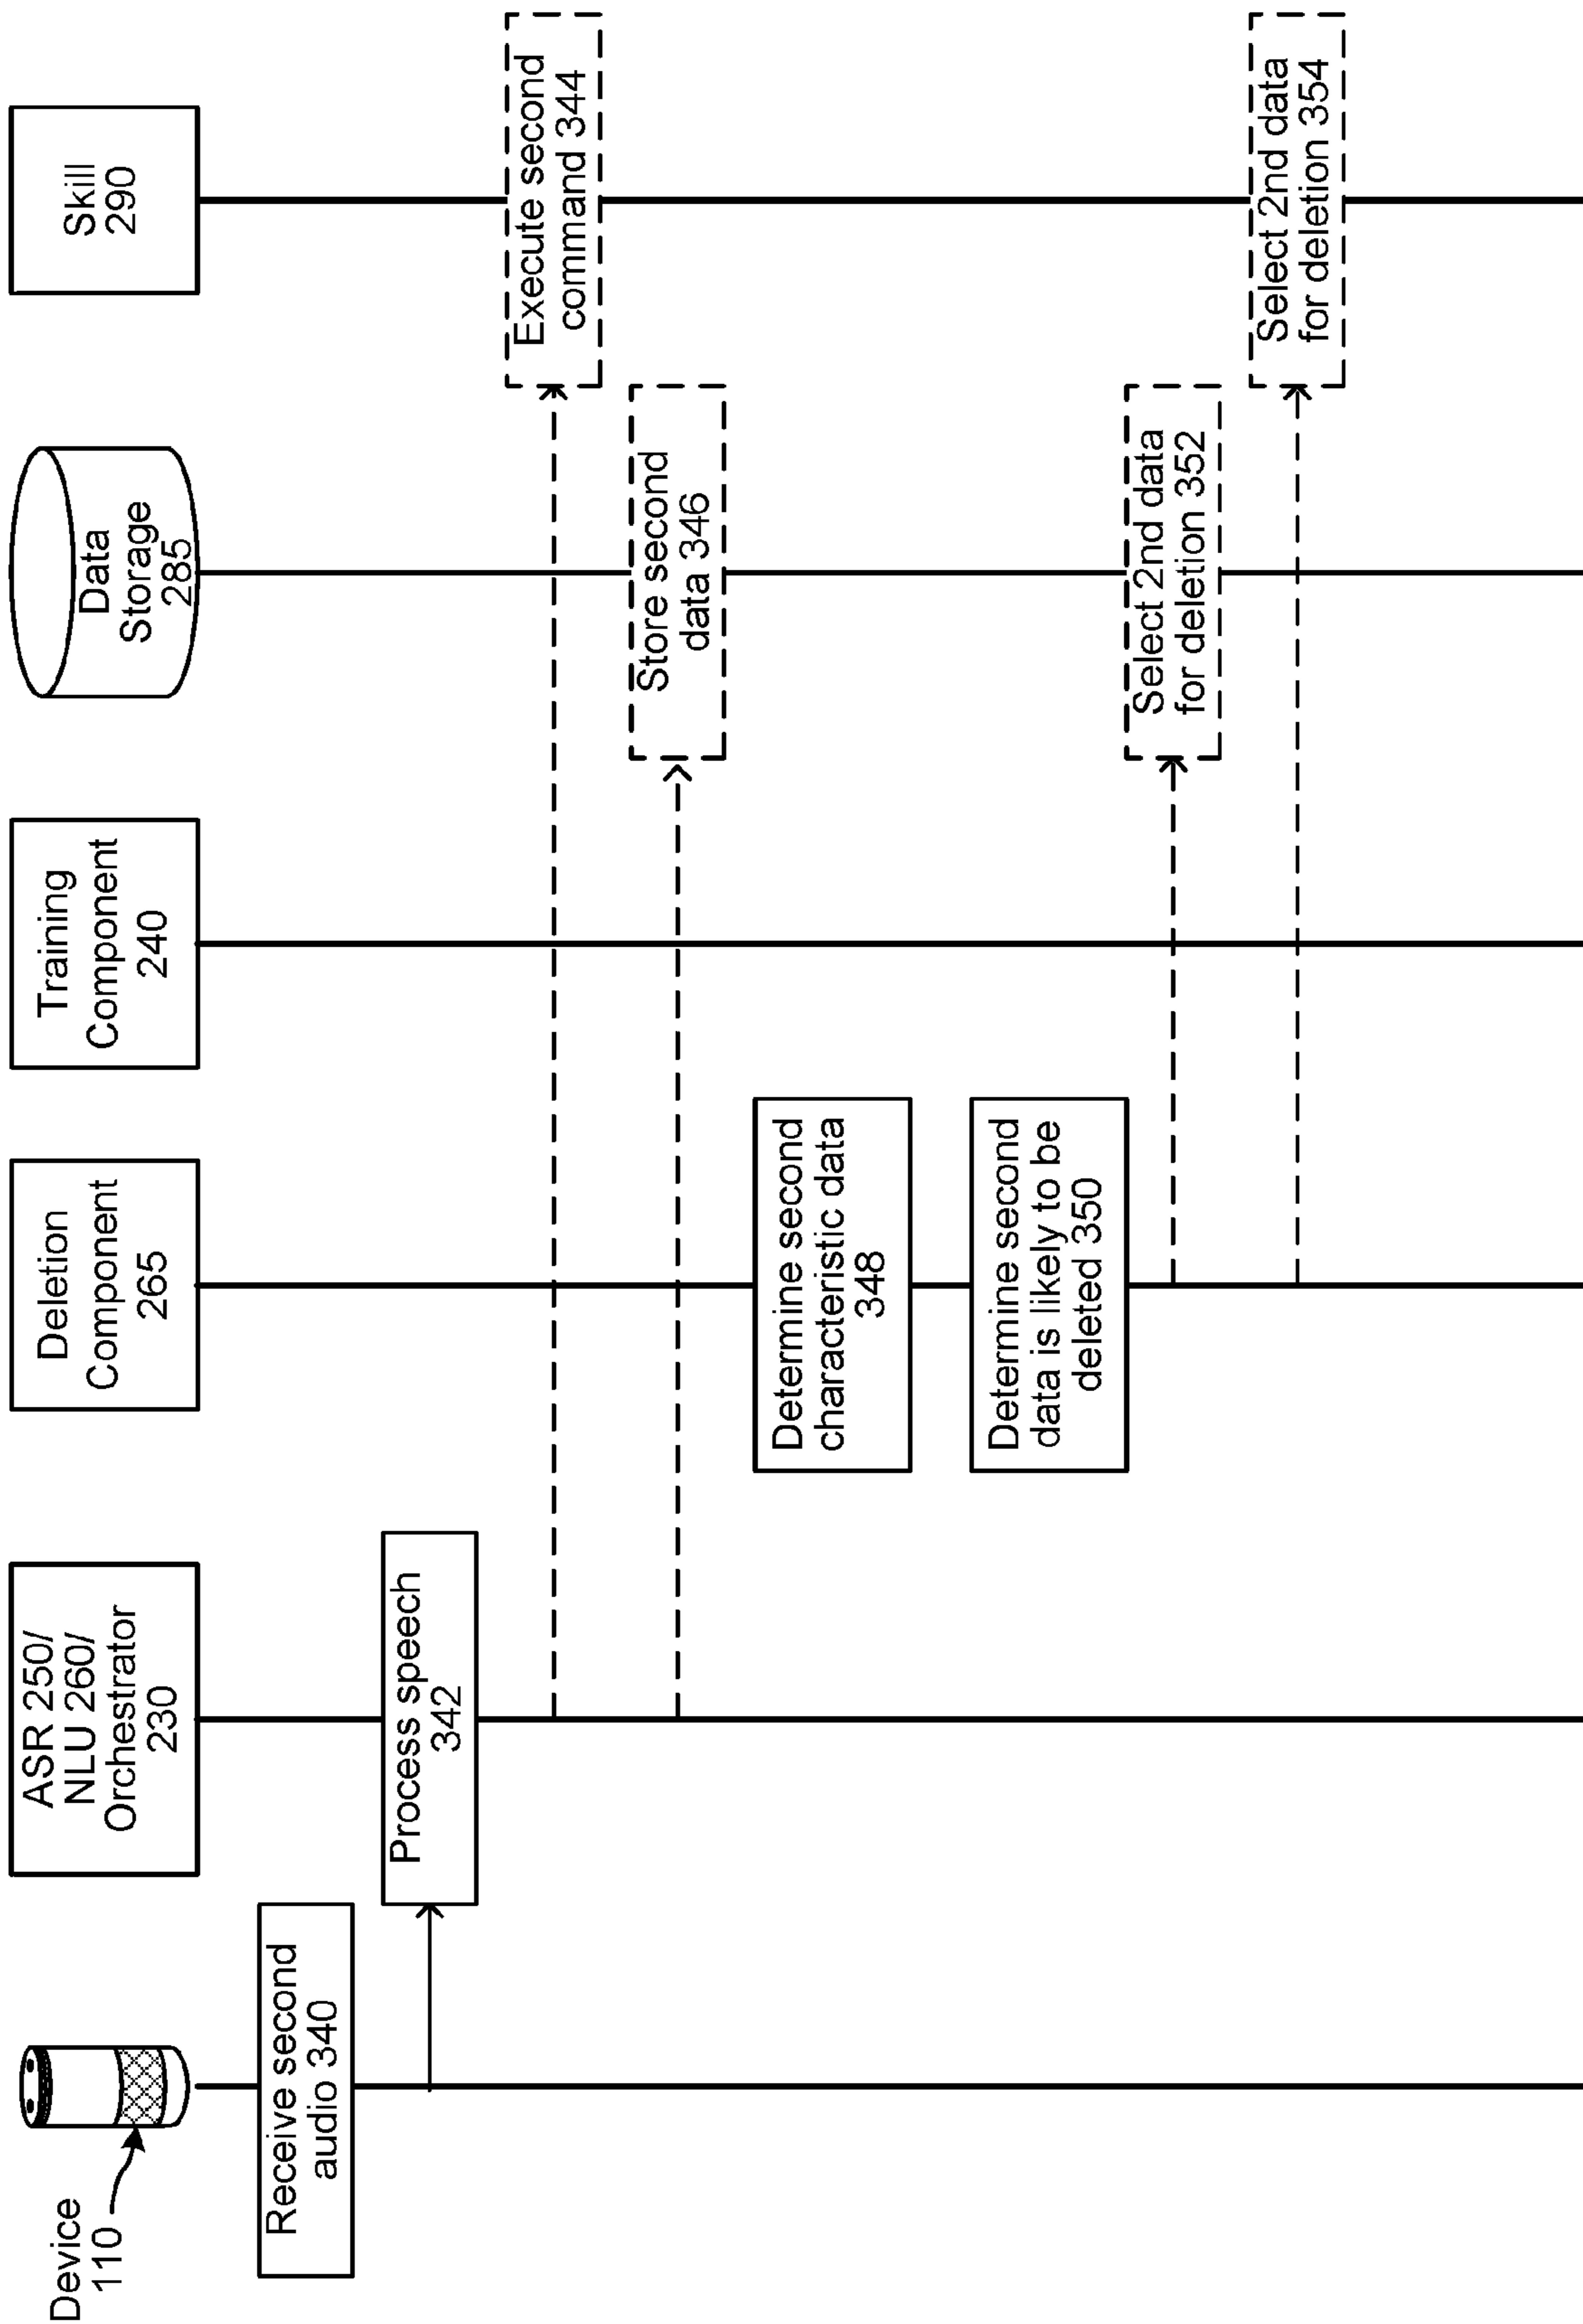 Device
110
ASR 250/
NLU 260/
Orchestrator
230
Deletion
Component
265
Training
Component
240
Data
Storage
285
Skill
290
Receive second
audio 340
Process speech
342
Execute second
command 344
Store second
data 346
Determine second
characteristic data
348
Determine second
data is likely to be
deleted 350
Select 2nd data
for deletion 352
Select 2nd data
for deletion 354